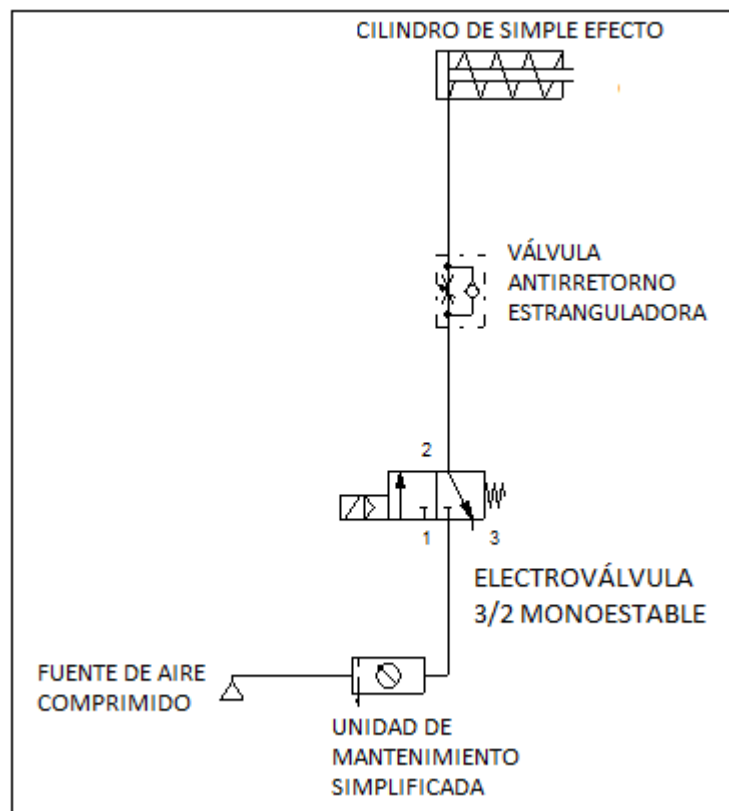 CILINDRO DE SIMPLE EFECTO
VÁLVULA
ANTIRRETORNO
ESTRANGULADORA
2
1
3
ELECTROVÁLVULA
3/2 MONOESTABLE
FUENTE DE AIRE
COMPRIMIDO
UNIDAD DE
MANTENIMIENTO
SIMPLIFICADA